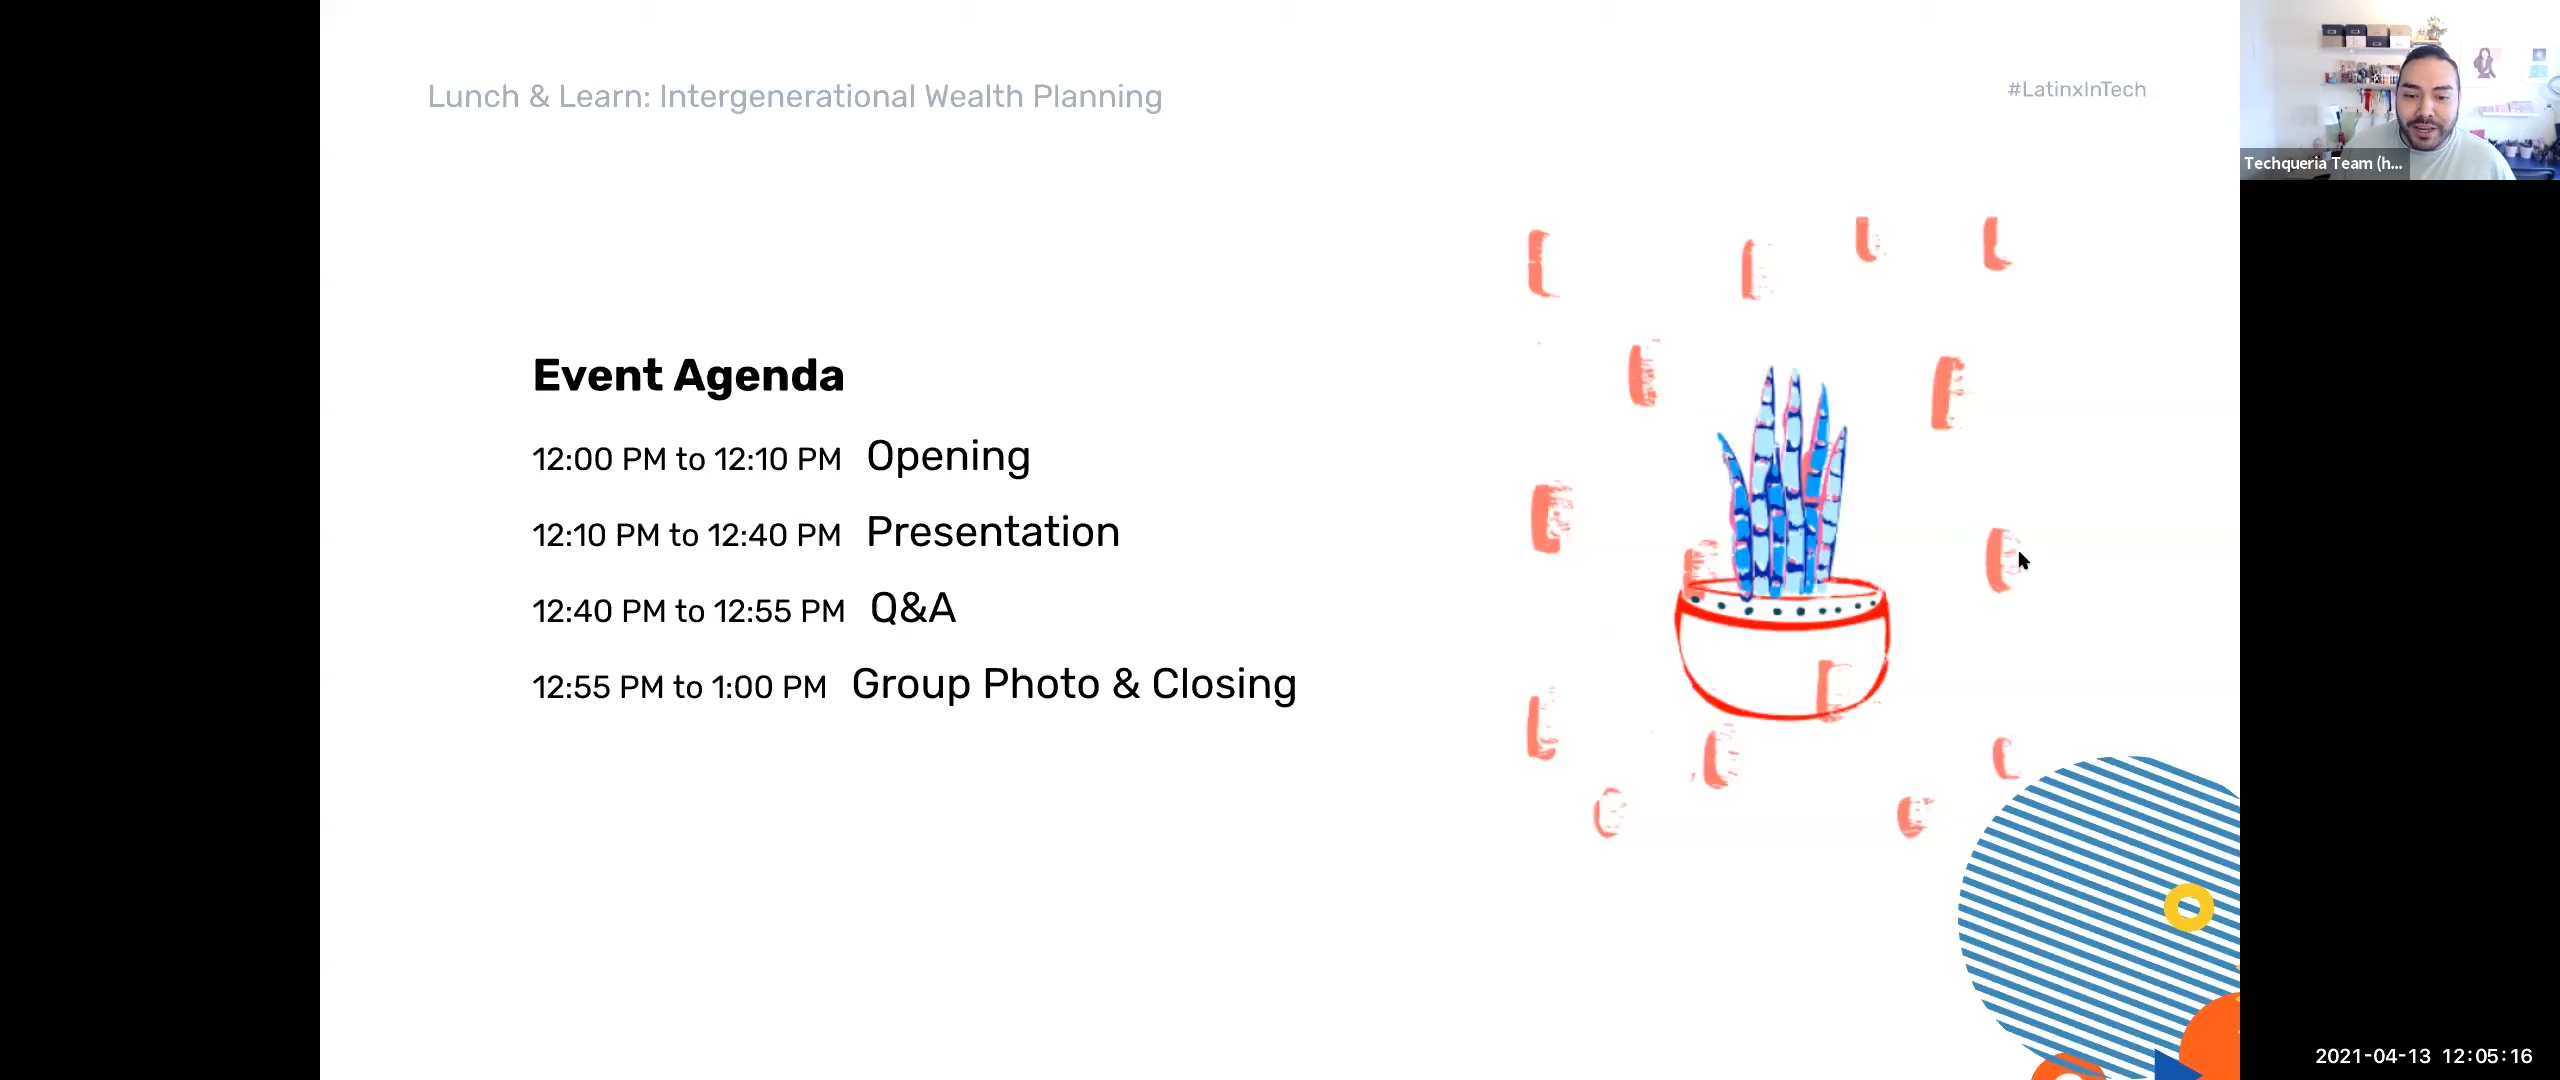 Lunch & Learn: Intergenerational Wealth Planning
#LatinxInTech
Techqueria Team (h...
Event Agenda
12:00 PM to 12:10 PM Opening
12:10 PM to 12:40 PM Presentation
12:40 PM to 12:55 PM Q&A
12:55 PM to 1:00 PM Group Photo & Closing
2021-04-13 12:05:16